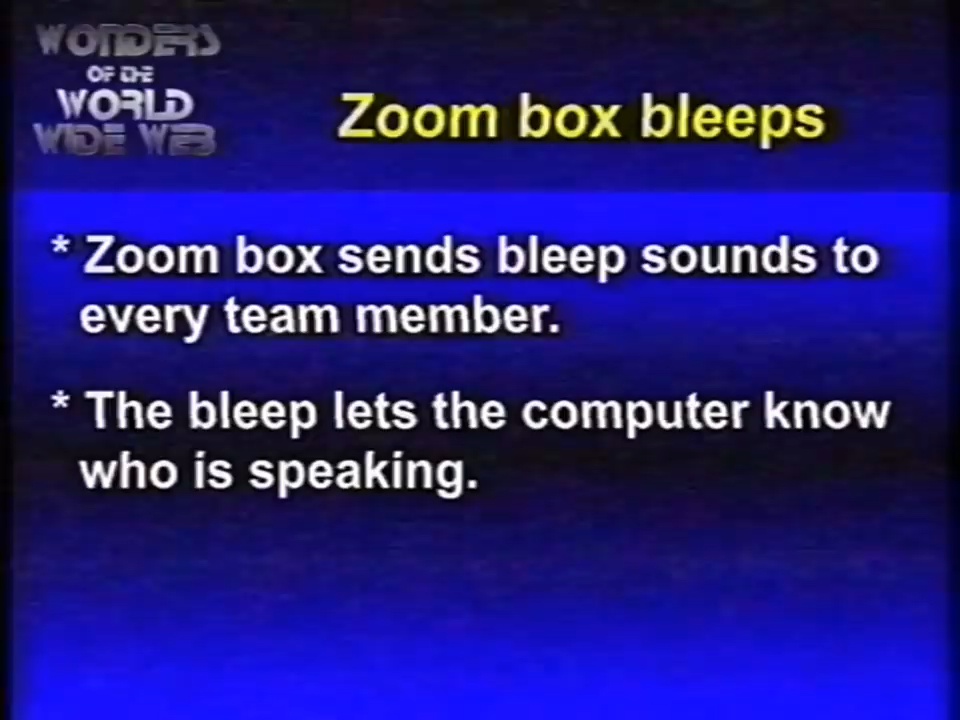 WONDERS
OF THE
WORLD
WIDE WEB
Zoom box bleeps
* Zoom box sends bleep sounds to
every team member.
* The bleep lets the computer know
who is speaking.